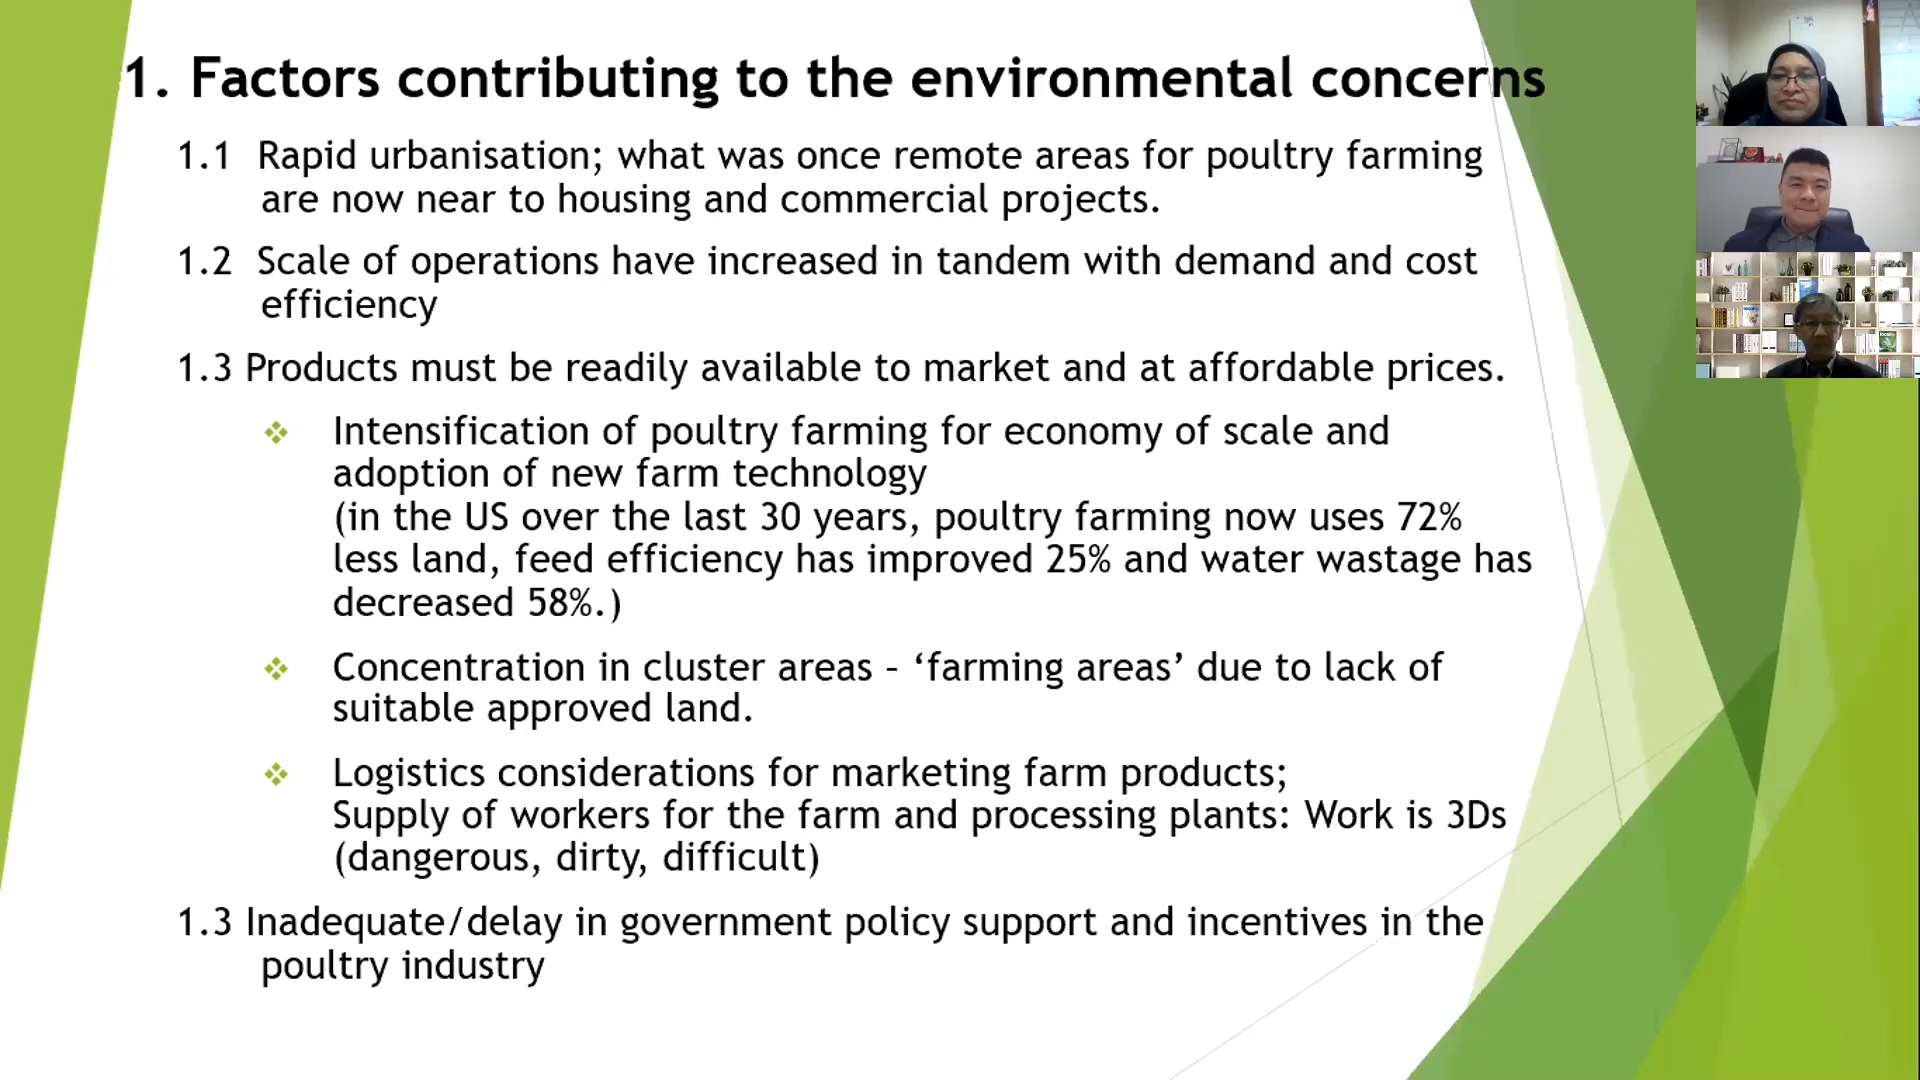 1. Factors contributing to the environmental concerns
1.1 Rapid urbanisation; what was once remote areas for poultry farming
are now near to housing and commercial projects.
1.2 Scale of operations have increased in tandem with demand and cost
efficiency
1.3 Products must be readily available to market and at affordable prices.
❖ Intensification of poultry farming for economy of scale and
adoption of new farm technology
(in the US over the last 30 years, poultry farming now uses 72%
less land, feed efficiency has improved 25% and water wastage has
decreased 58%.)
❖ Concentration in cluster areas – ‘farming areas’ due to lack of
suitable approved land.
❖ Logistics considerations for marketing farm products;
Supply of workers for the farm and processing plants: Work is 3Ds
(dangerous, dirty, difficult)
1.3 Inadequate/delay in government policy support and incentives in the
poultry industry